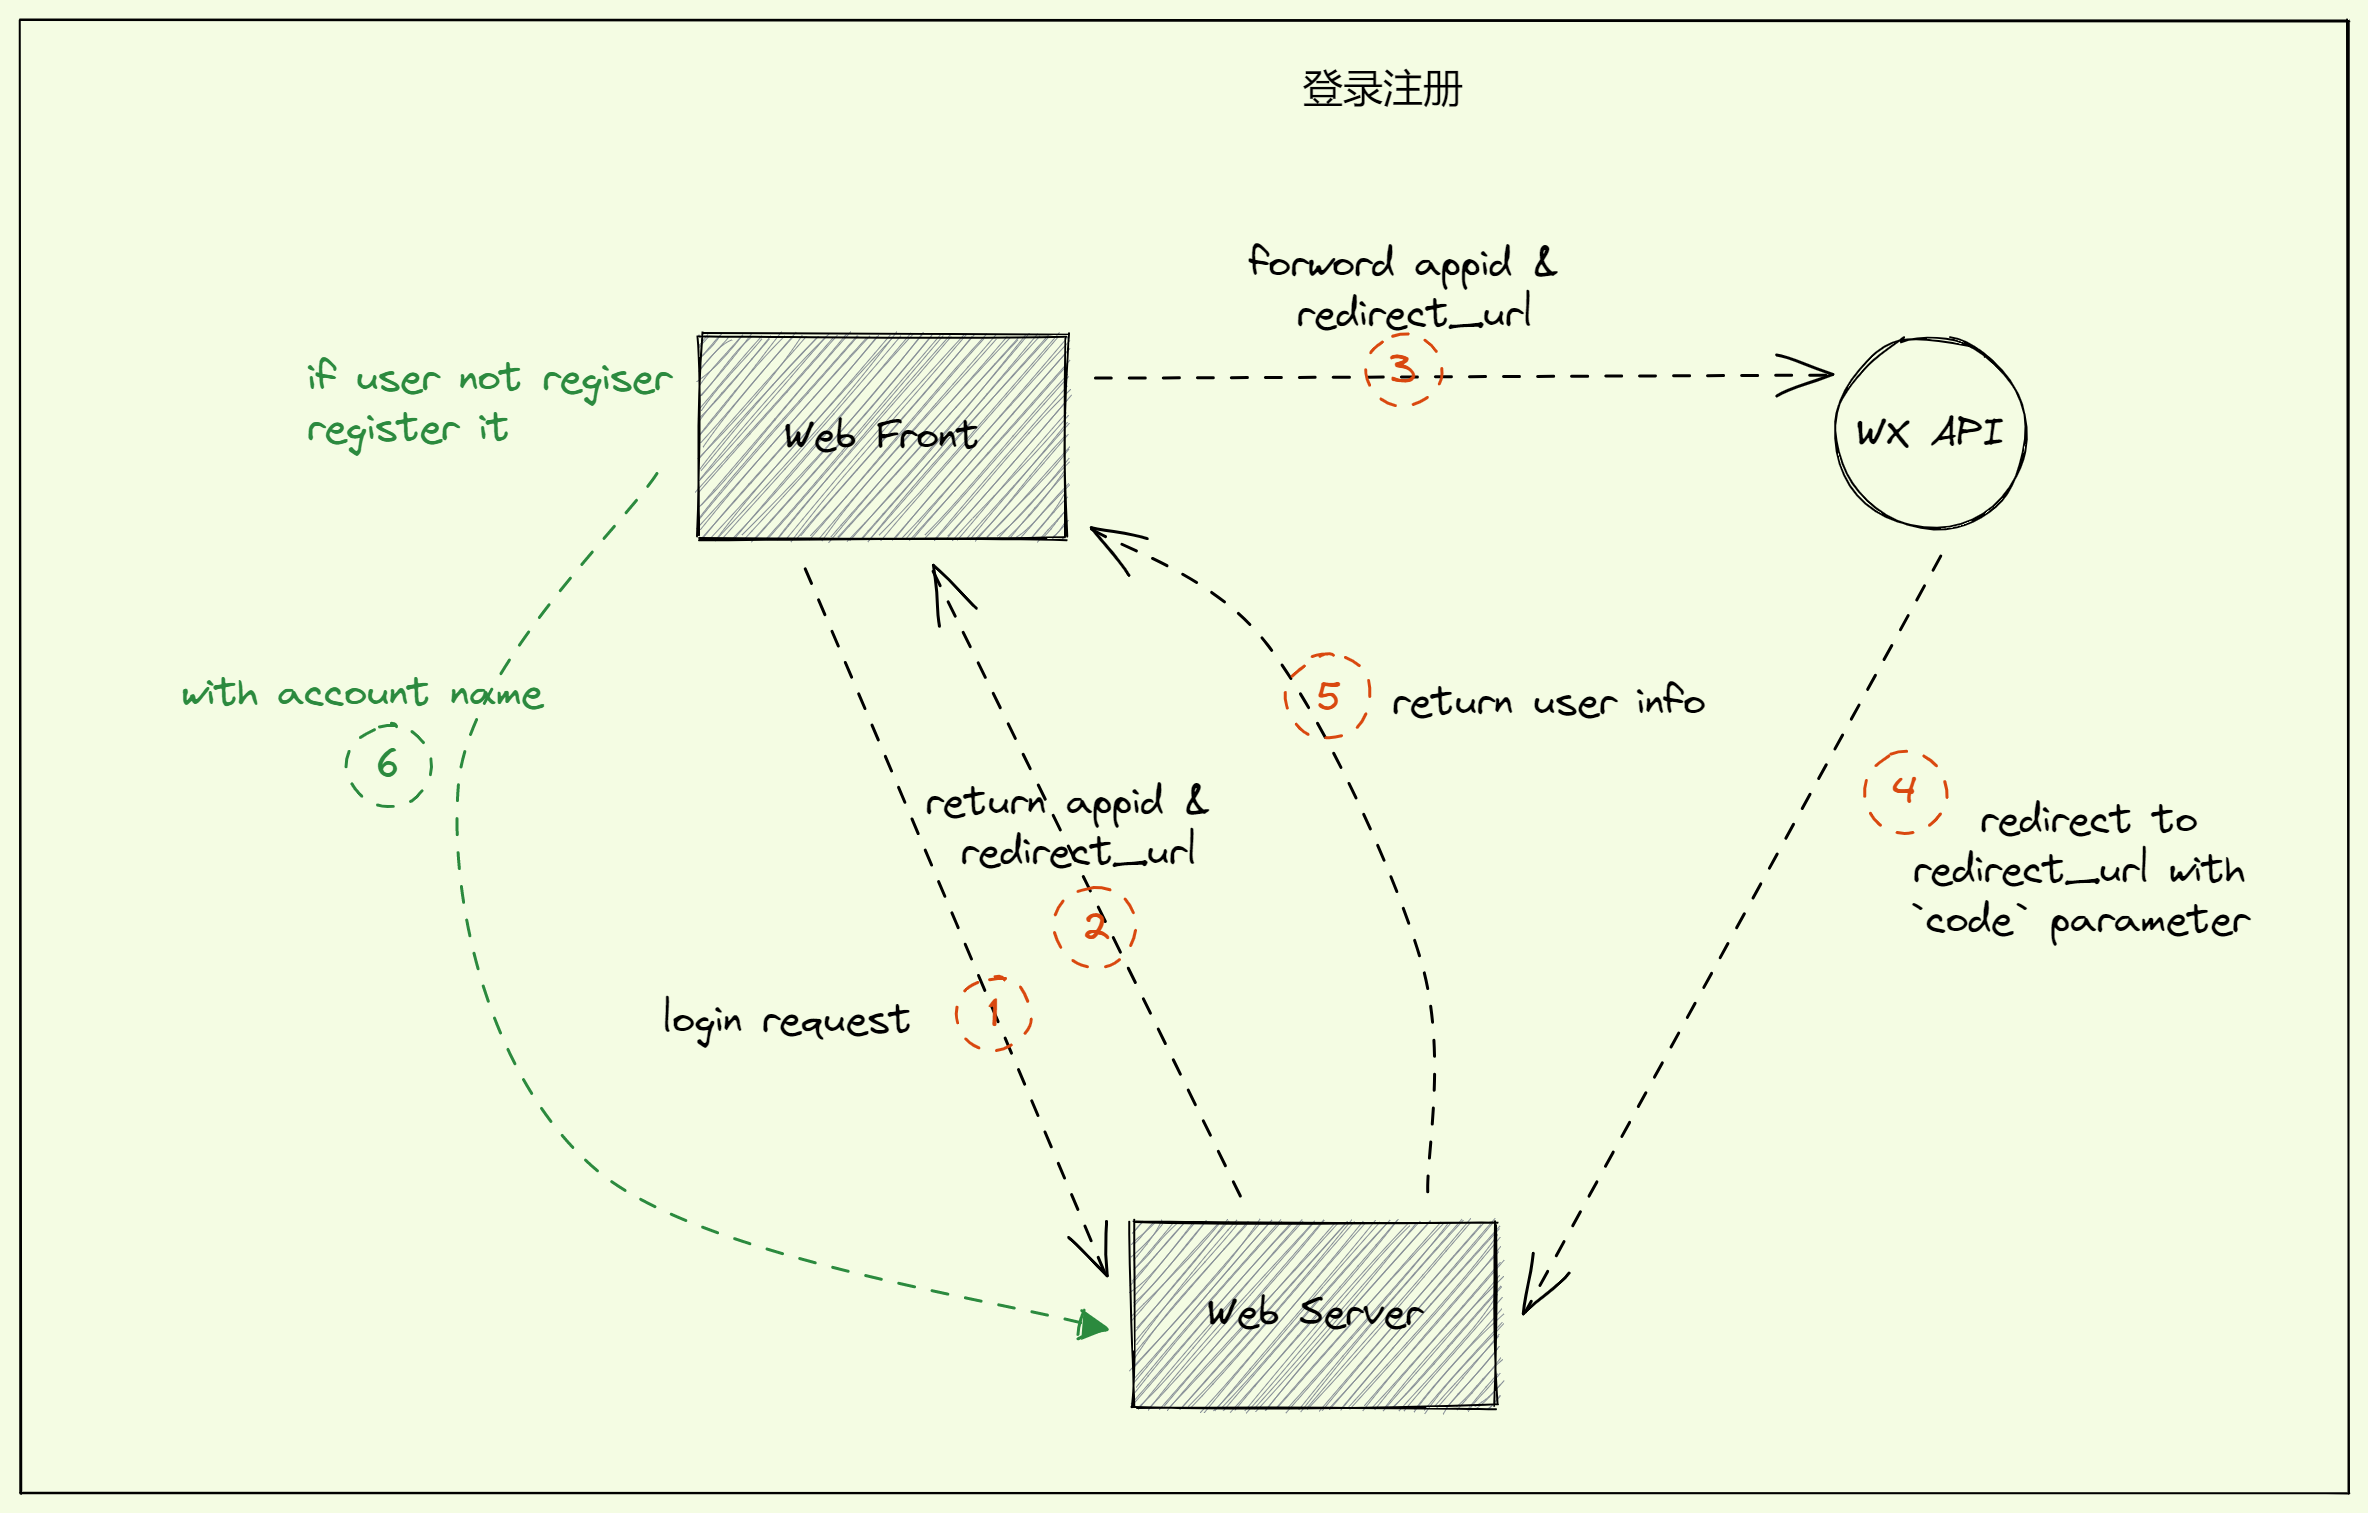 登录注册
forword appid &
redirect_url
3
if user not regiser
register it
Web Front
WX API
with account name
6
5
return user info
return appid &
redirect_url
2
4
redirect to
redirect_url with
`code` parameter
login request
1
Web Server